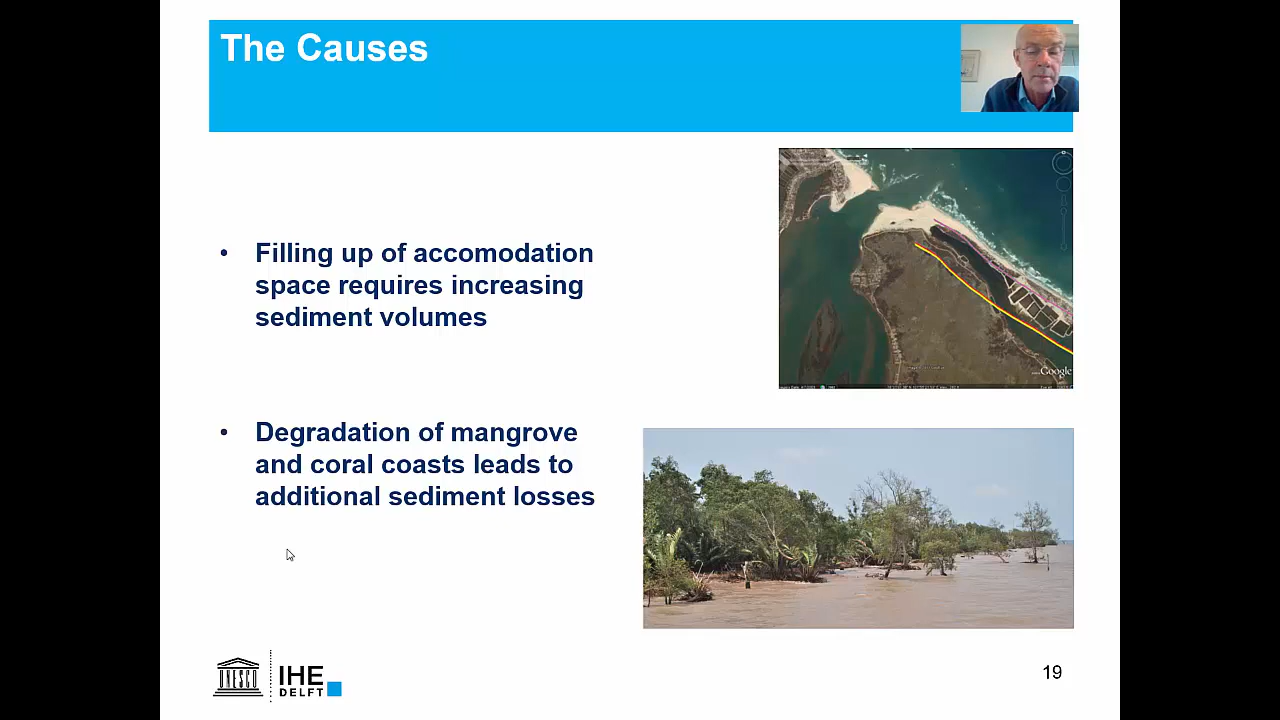 The Causes
• Filling up of accomodation
space requires increasing
sediment volumes
• Degradation of mangrove
and coral coasts leads to
additional sediment losses
Google
UNESCO
IHE
DELFT
19